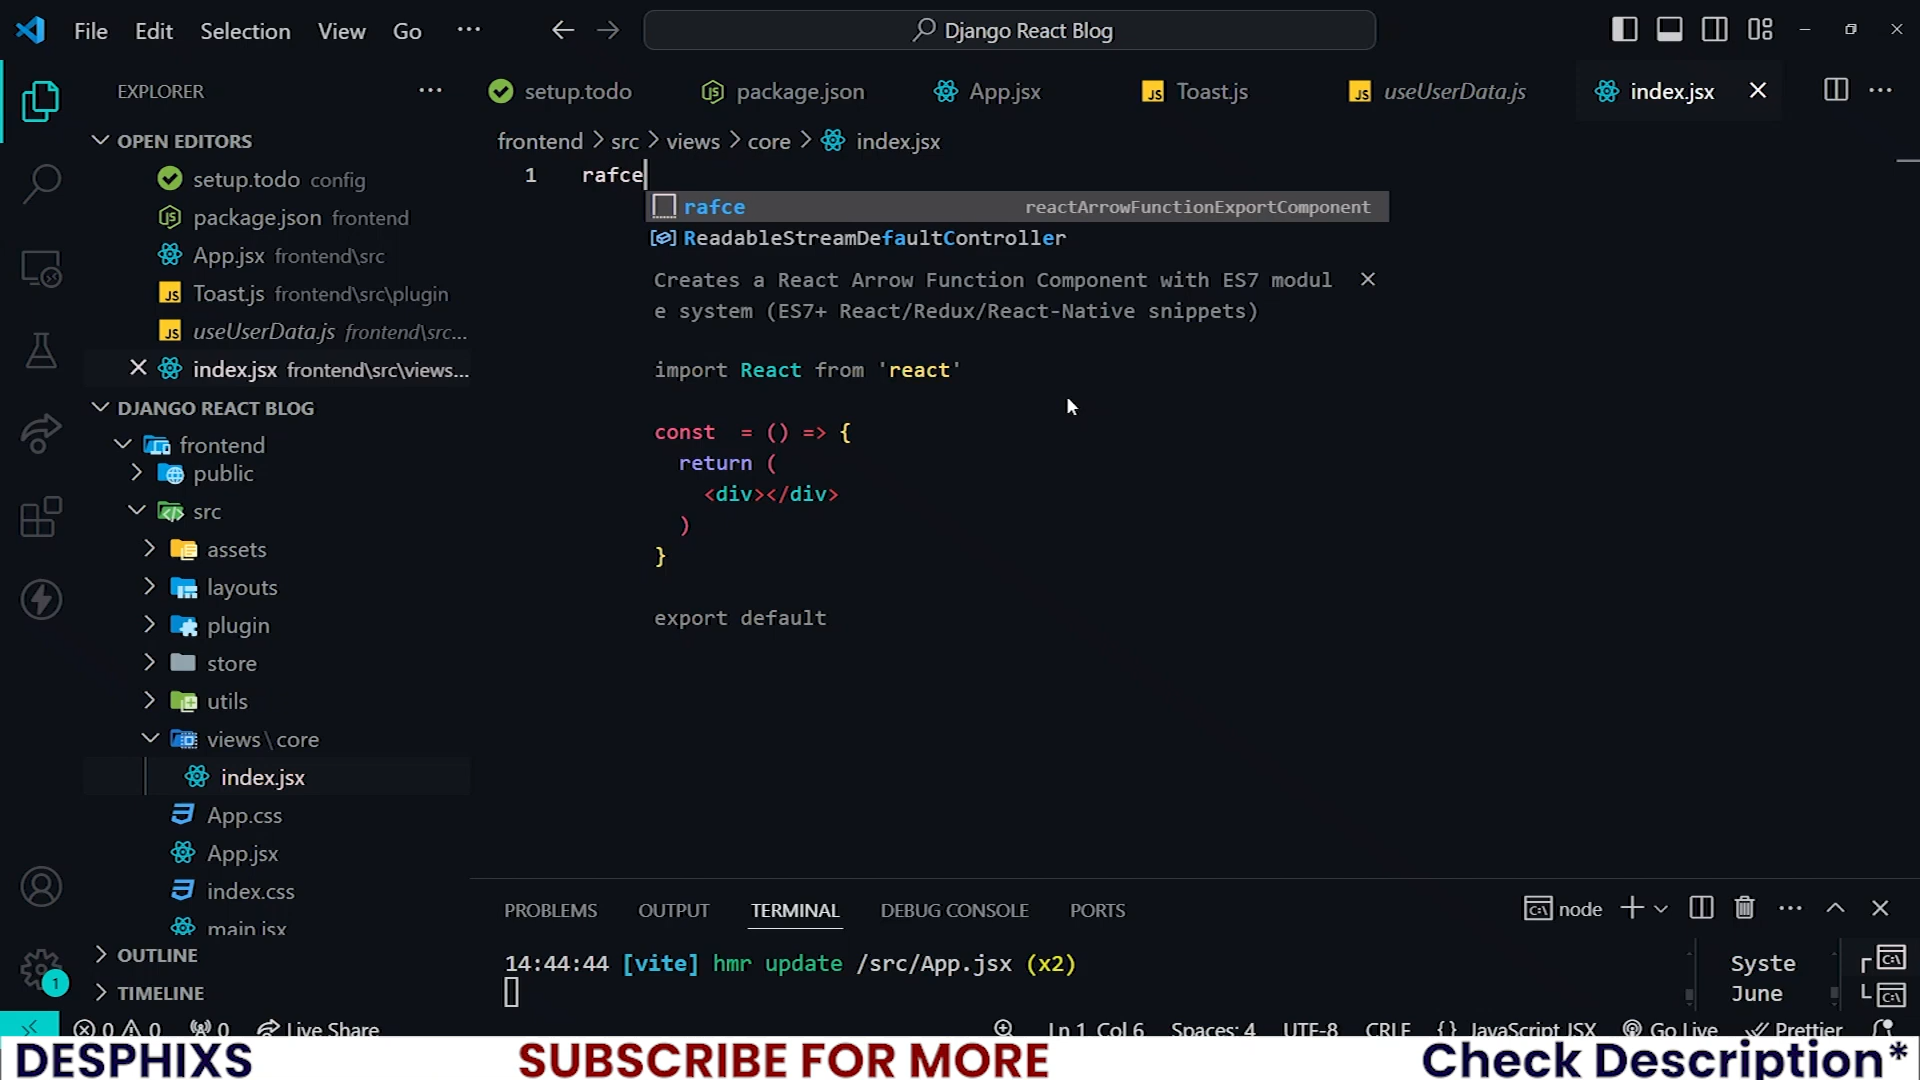 File Edit Selection View Go ··· Django React Blog
EXPLORER ···
setup.todo package.json App.jsx JS Toast.js JS useUserData.js index.jsx
OPEN EDITORS
setup.todo config
package.json frontend
App.jsx frontend\src
JS Toast.js frontend\src\plugin
JS useUserData.js frontend\src...
index.jsx frontend\src\views...
DJANGO REACT BLOG
frontend
public
src
assets
layouts
plugin
store
utils
views\core
index.jsx
App.css
App.jsx
index.css
main.jsx
OUTLINE
TIMELINE
frontend > src > views > core > index.jsx
1 rafce
rafce reactArrowFunctionExportComponent
ReadableStreamDefaultController
Creates a React Arrow Function Component with ES7 modul
e system (ES7+ React/Redux/React-Native snippets)
import React from 'react'
const = () => {
return (
<div></div>
)
}
export default
PROBLEMS OUTPUT TERMINAL DEBUG CONSOLE PORTS node
14:44:44 [vite] hmr update /src/App.jsx (x2)
Syste
June
1
0 0 0 Live Share Ln 1, Col 6 Spaces: 4 UTF-8 CRLF {} JavaScript JSX Go Live Prettier
DESPHIXS SUBSCRIBE FOR MORE Check Description*